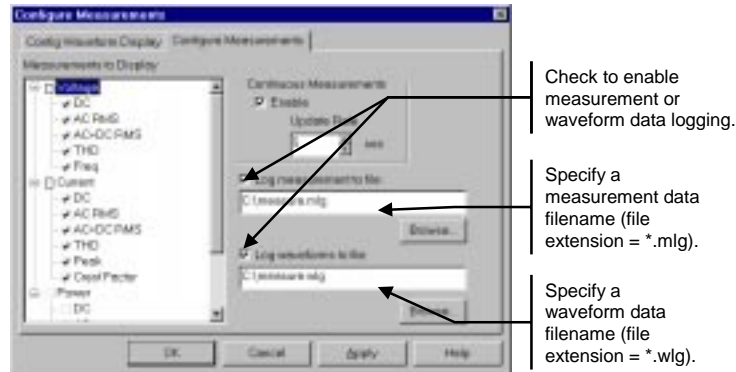 Configure Measurements
Config Waveform Display
Configure Measurements
Measurements to Display
Voltage
DC
AC RMS
AC+DC RMS
THD
Freq
Current
DC
AC RMS
AC+DC RMS
THD
Peak
Crest Factor
Power
DC
Continuous Measurements
Enable
Update Rate
sec
Log measurement to file:
C:\measure.mlg
Browse...
Log waveforms to file:
Browse...
OK
Cancel
Apply
Help
Check to enable
measurement or
waveform data logging.
Specify a
measurement data
filename (file
extension = *.mlg).
Specify a
waveform data
filename (file
extension = *.wlg).